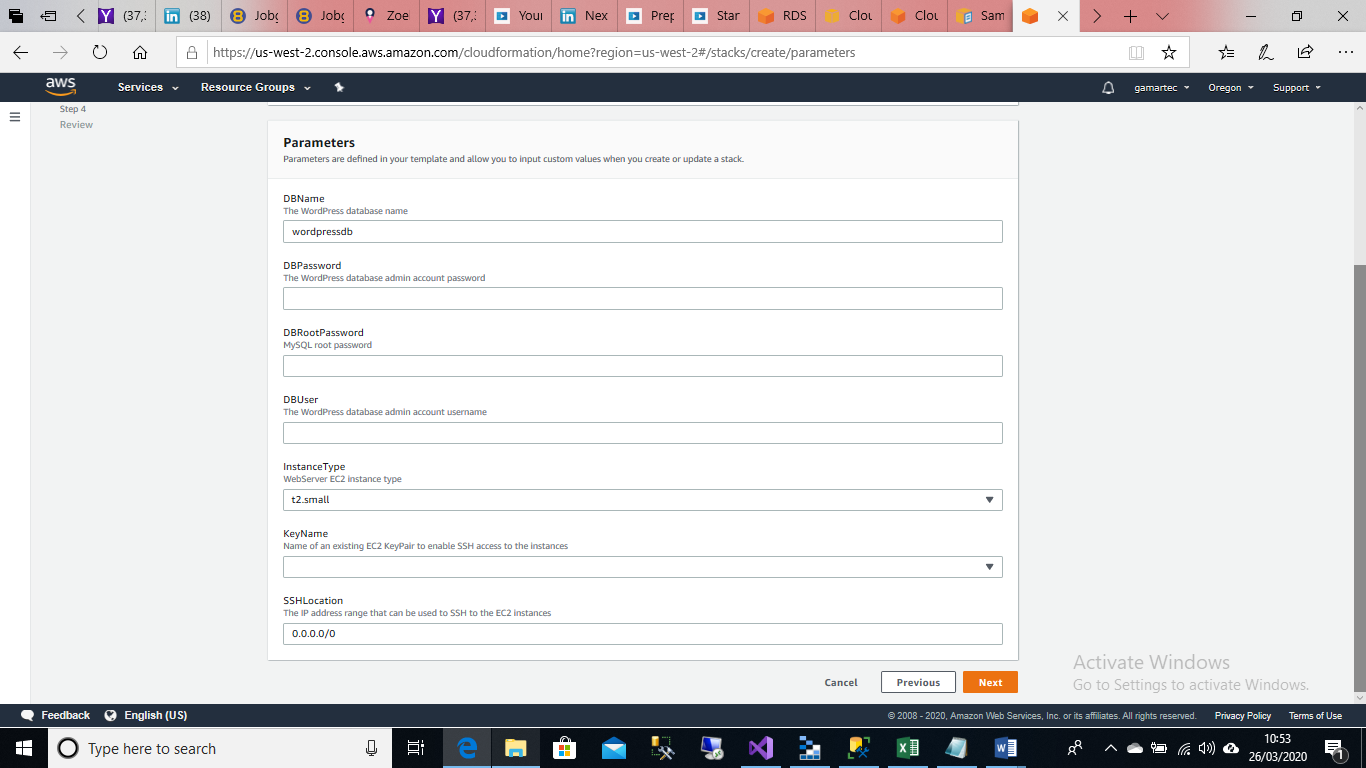 (37,:
(38)
Jobg
Jobg
Zoe
(37,:
Your
Nex
Prep
Star
RDS
Clou
Clou
Sam
https://us-west-2.console.aws.amazon.com/cloudformation/home?region=us-west-2#/stacks/create/parameters
aws
Services
Resource Groups
gamartec
Oregon
Support
Step 4
Review
Parameters
Parameters are defined in your template and allow you to input custom values when you create or update a stack.
DBName
The WordPress database name
wordpressdb
DBPassword
The WordPress database admin account password
DBRootPassword
MySQL root password
DBUser
The WordPress database admin account username
InstanceType
WebServer EC2 instance type
t2.small
KeyName
Name of an existing EC2 KeyPair to enable SSH access to the instances
SSHLocation
The IP address range that can be used to SSH to the EC2 instances
0.0.0.0/0
Cancel
Previous
Next
Activate Windows
Go to Settings to activate Windows.
Feedback
English (US)
© 2008 - 2020, Amazon Web Services, Inc. or its affiliates. All rights reserved.
Privacy Policy
Terms of Use
Type here to search
10:53
26/03/2020
1